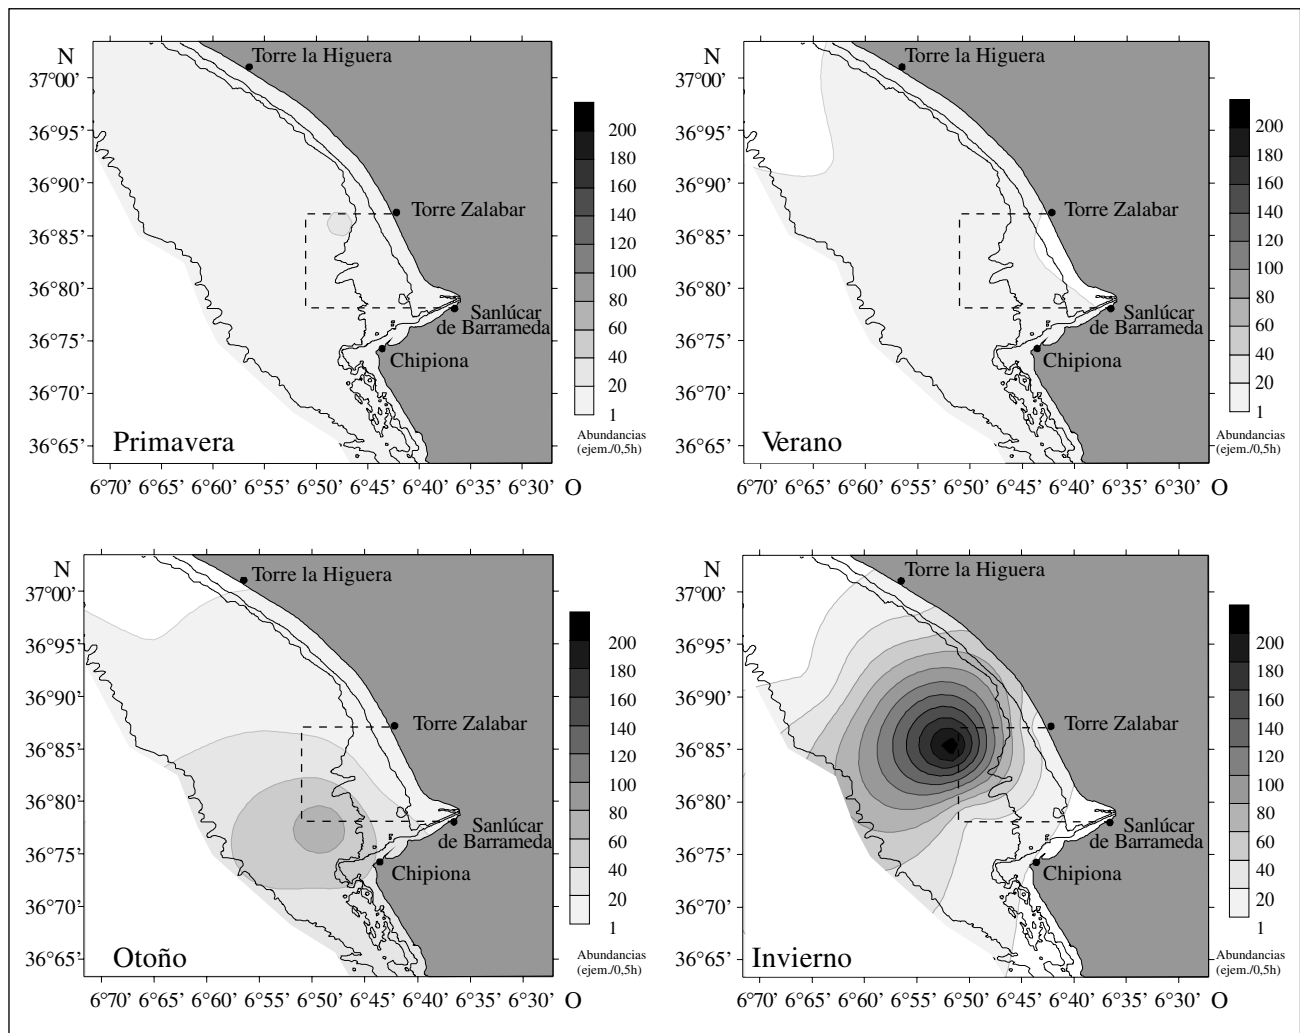 N
37°00’
36°95’
36°90’
36°85’
36°80’
36°75’
36°70’
36°65’
Torre la Higuera
Torre Zalabar
Sanlúcar
de Barrameda
Chipiona
Primavera
6°70’ 6°65’ 6°55’ 6°50’ 6°45’ 6°40’ 6°35’ 6°30’ O
200
180
160
140
120
100
80
60
40
20
1
Abundancias
(ejem./0,5h)
N
37°00’
36°95’
36°90’
36°85’
36°80’
36°75’
36°70’
36°65’
Torre la Higuera
Torre Zalabar
Sanlúcar
de Barrameda
Chipiona
Verano
6°70’ 6°65’ 6°55’ 6°50’ 6°45’ 6°40’ 6°35’ 6°30’ O
200
180
160
140
120
100
80
60
40
20
1
Abundancias
(ejem./0,5h)
N
37°00’
36°95’
36°90’
36°85’
36°80’
36°75’
36°70’
36°65’
Torre la Higuera
Torre Zalabar
Sanlúcar
de Barrameda
Chipiona
Otoño
6°70’ 6°65’ 6°55’ 6°50’ 6°45’ 6°40’ 6°35’ 6°30’ O
200
180
160
140
120
100
80
60
40
20
1
Abundancias
(ejem./0,5h)
N
37°00’
36°95’
36°90’
36°85’
36°80’
36°75’
36°70’
36°65’
Torre la Higuera
Torre Zalabar
Sanlúcar
de Barrameda
Chipiona
Invierno
6°70’ 6°65’ 6°55’ 6°50’ 6°45’ 6°40’ 6°35’ 6°30’ O
200
180
160
140
120
100
80
60
40
20
1
Abundancias
(ejem./0,5h)